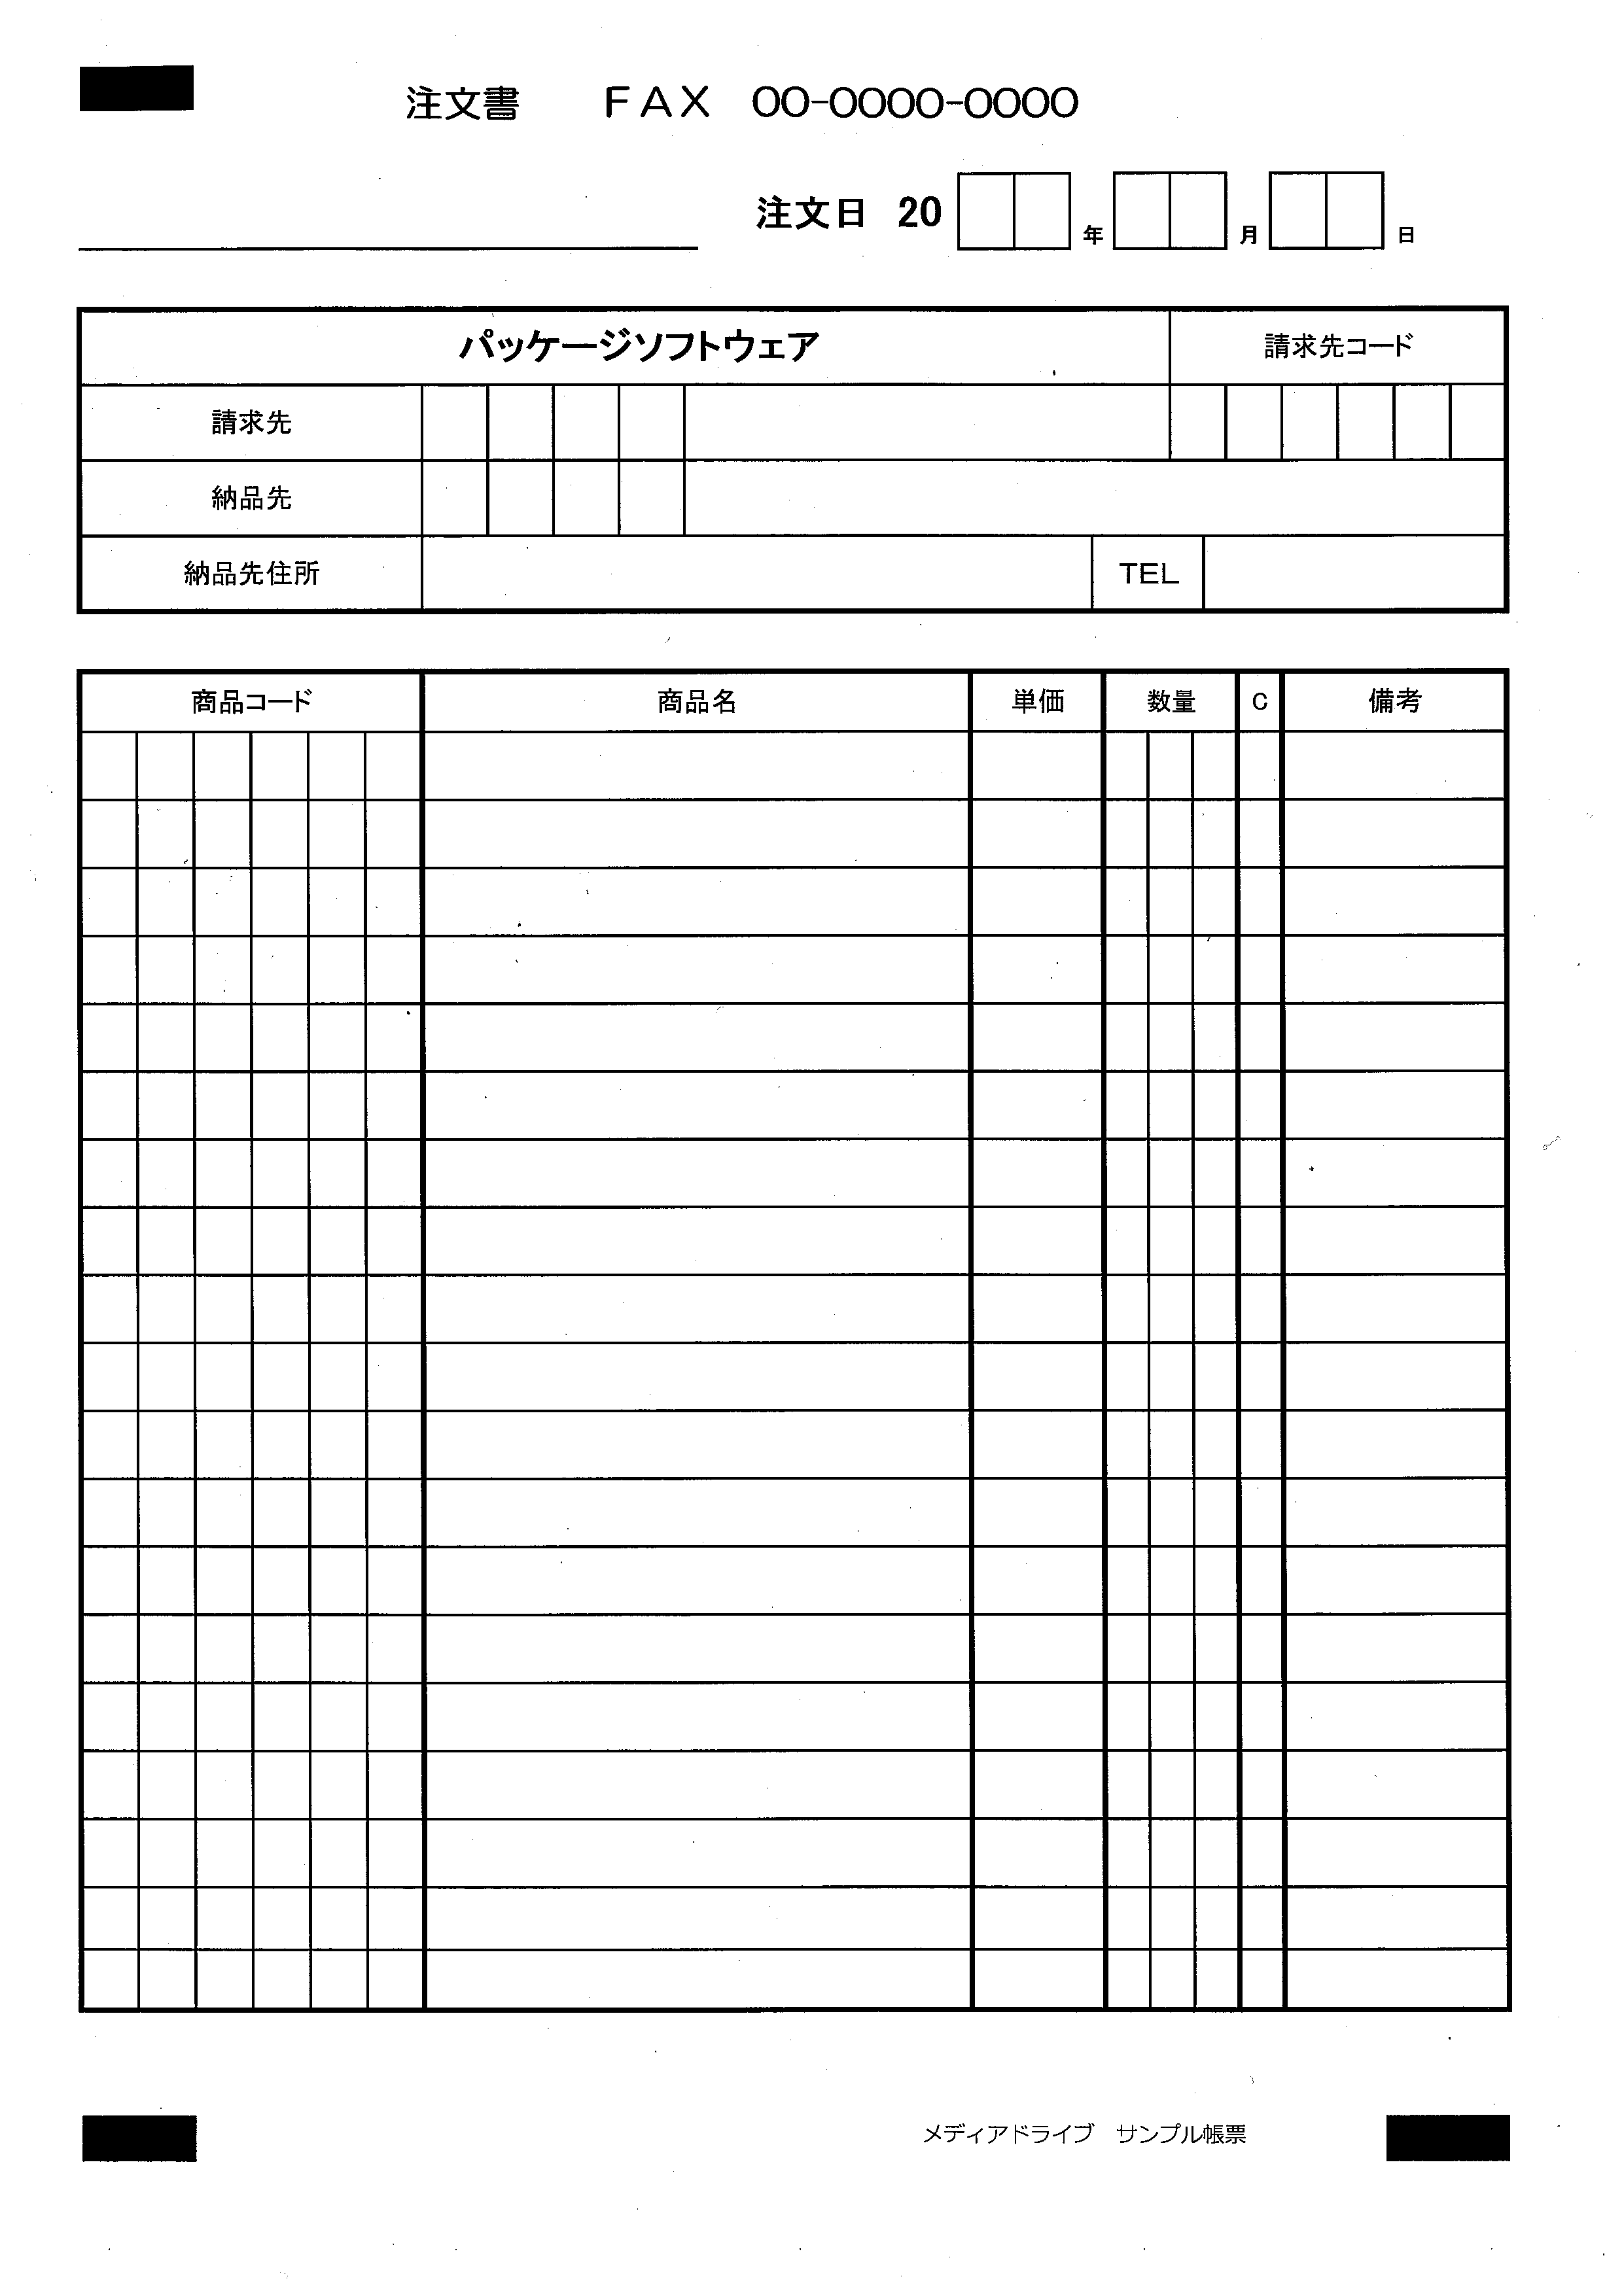 注文書　ＦＡＸ　00-0000-0000
注文日 20 年 月 日
パッケージソフトウェア 請求先コード
請求先
納品先
納品先住所 TEL
商品コード 商品名 単価 数量 C 備考
メディアドライブ　サンプル帳票